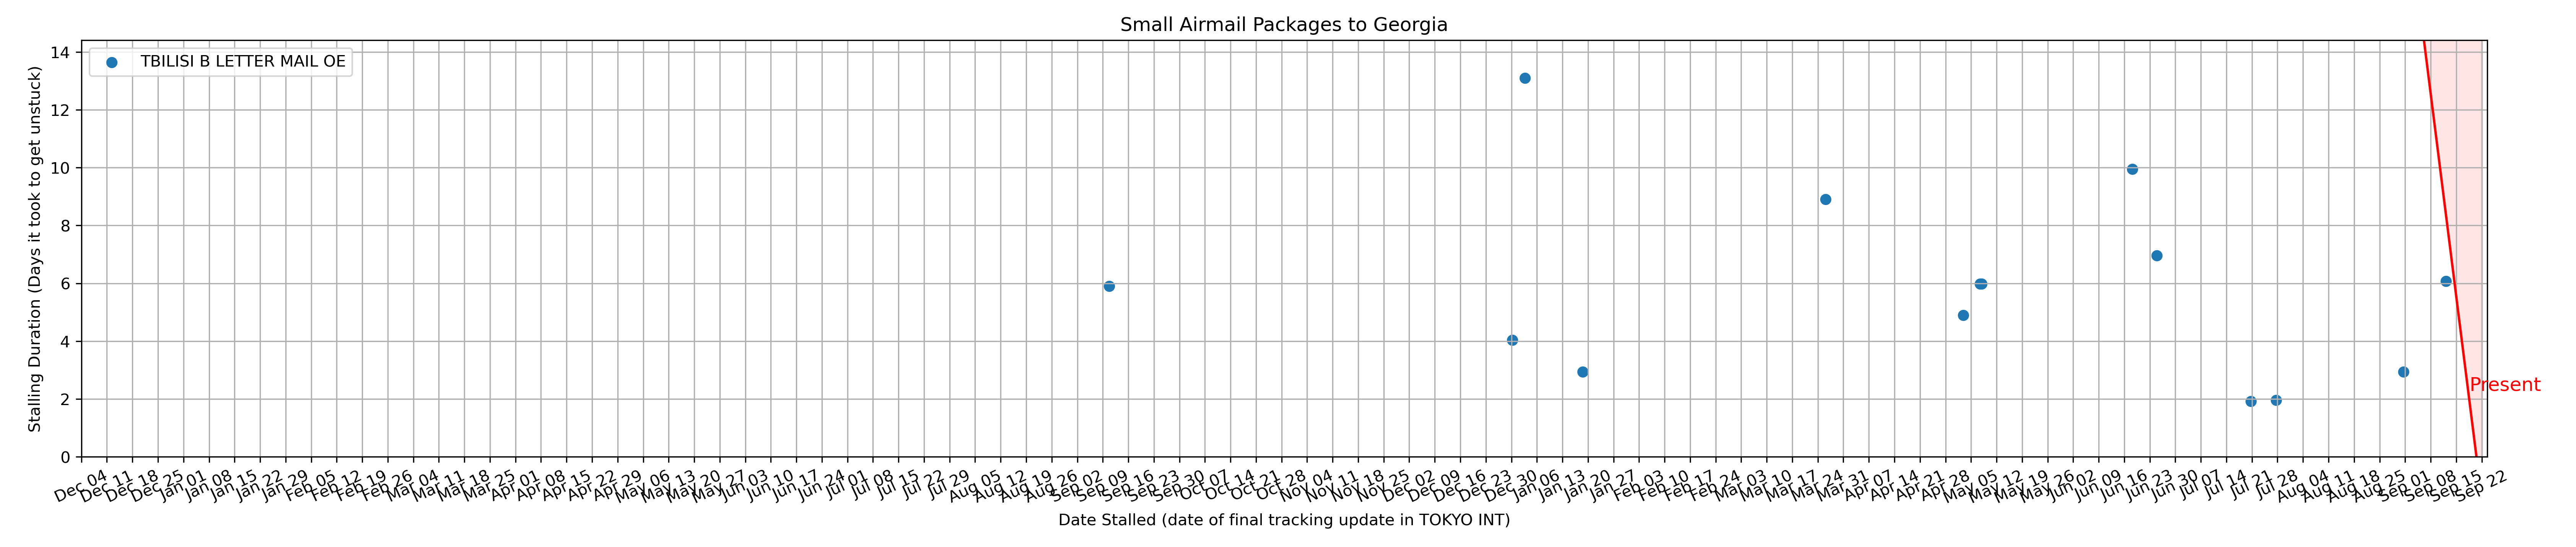 Small Airmail Packages to Georgia
TBILISI B LETTER MAIL OE
Stalling Duration (Days it took to get unstuck)
14
12
10
8
6
4
2
0
Present
Dec 04 Dec 11 Dec 18 Dec 25 Jan 01 Jan 08 Jan 15 Jan 22 Jan 29 Feb 05 Feb 12 Feb 19 Feb 26 Mar 04 Mar 11 Mar 18 Mar 25 Apr 01 Apr 08 Apr 15 Apr 22 Apr 29 May 06 May 13 May 20 May 27 Jun 03 Jun 10 Jun 17 Jun 24 Jul 01 Jul 08 Jul 15 Jul 22 Jul 29 Aug 05 Aug 12 Aug 19 Aug 26 Sep 02 Sep 09 Sep 16 Sep 23 Sep 30 Oct 07 Oct 14 Oct 21 Oct 28 Nov 04 Nov 11 Nov 18 Nov 25 Dec 02 Dec 09 Dec 16 Dec 23 Dec 30 Jan 06 Jan 13 Jan 20 Jan 27 Feb 03 Feb 10 Feb 17 Feb 24 Mar 03 Mar 10 Mar 17 Mar 24 Mar 31 Apr 07 Apr 14 Apr 21 Apr 28 May 05 May 12 May 19 May 26 Jun 02 Jun 09 Jun 16 Jun 23 Jun 30 Jul 07 Jul 14 Jul 21 Jul 28 Aug 04 Aug 11 Aug 18 Aug 25 Sep 01 Sep 08 Sep 15 Sep 22
Date Stalled (date of final tracking update in TOKYO INT)